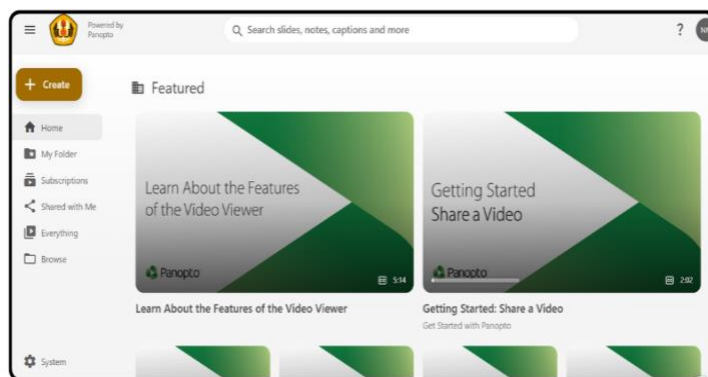 Powered by
Panopto
Search slides, notes, captions and more
?
+ Create
Featured
Home
My Folder
Subscriptions
Shared with Me
Everything
Browse
System
Learn About the Features
of the Video Viewer
Panopto
5:14
Learn About the Features of the Video Viewer
Getting Started
Share a Video
Panopto
2:02
Getting Started: Share a Video
Get Started with Panopto